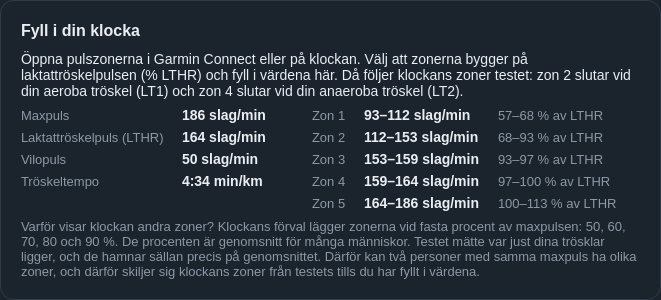 Fyll i din klocka
Öppna pulszonerna i Garmin Connect eller på klockan. Välj att zonerna bygger på
laktattröskelpulsen (% LTHR) och fyll i värdena här. Då följer klockans zoner testet: zon 2 slutar vid
din aeroba tröskel (LT1) och zon 4 slutar vid din anaeroba tröskel (LT2).
Maxpuls 186 slag/min Zon 1 93–112 slag/min 57–68 % av LTHR
Laktattröskelpuls (LTHR) 164 slag/min Zon 2 112–153 slag/min 68–93 % av LTHR
Vilopuls 50 slag/min Zon 3 153–159 slag/min 93–97 % av LTHR
Tröskeltempo 4:34 min/km Zon 4 159–164 slag/min 97–100 % av LTHR
Zon 5 164–186 slag/min 100–113 % av LTHR
Varför visar klockan andra zoner? Klockans förval lägger zonerna vid fasta procent av maxpulsen: 50, 60,
70, 80 och 90 %. De procenten är genomsnitt för många människor. Testet mätte var just dina trösklar
ligger, och de hamnar sällan precis på genomsnittet. Därför kan två personer med samma maxpuls ha olika
zoner, och därför skiljer sig klockans zoner från testets tills du har fyllt i värdena.